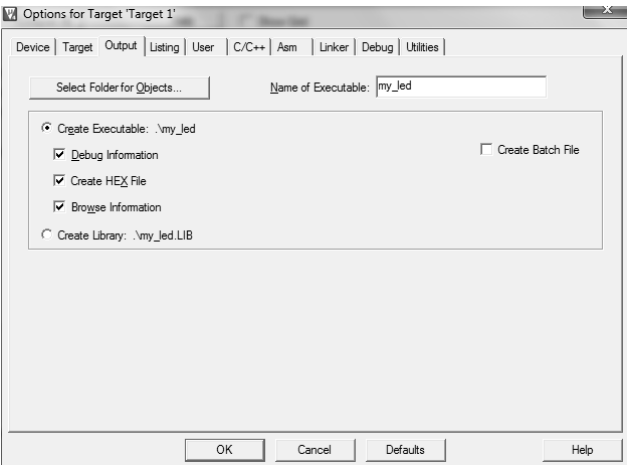 Options for Target 'Target 1'
Device Target Output Listing User C/C++ Asm Linker Debug Utilities
Select Folder for Objects... Name of Executable: my_led
Create Executable: .\my_led
Debug Information Create Batch File
Create HEX File
Browse Information
Create Library: .\my_led.LIB
OK Cancel Defaults Help